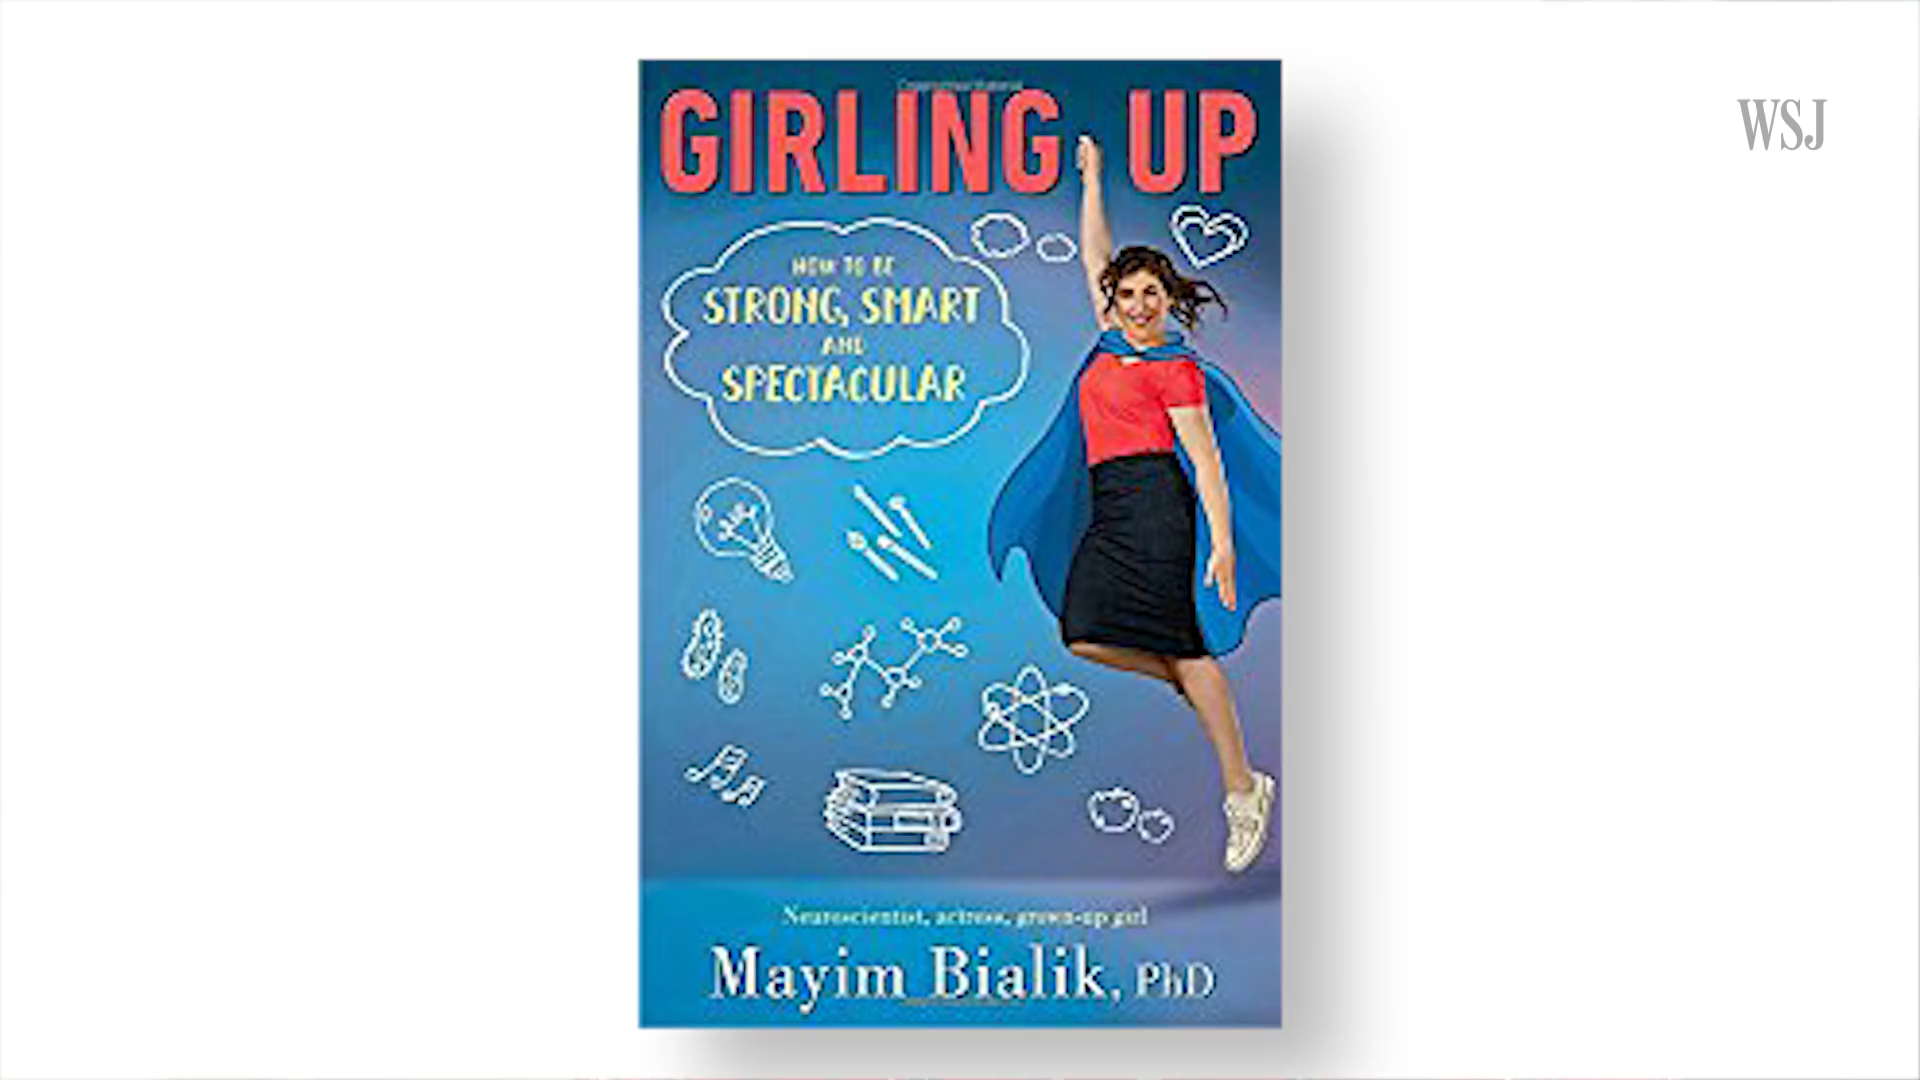 WSJ
GIRLING UP
HOW TO BE
STRONG, SMART
AND
SPECTACULAR
Neuroscientist, actress, grown-up girl
Mayim Bialik, PhD